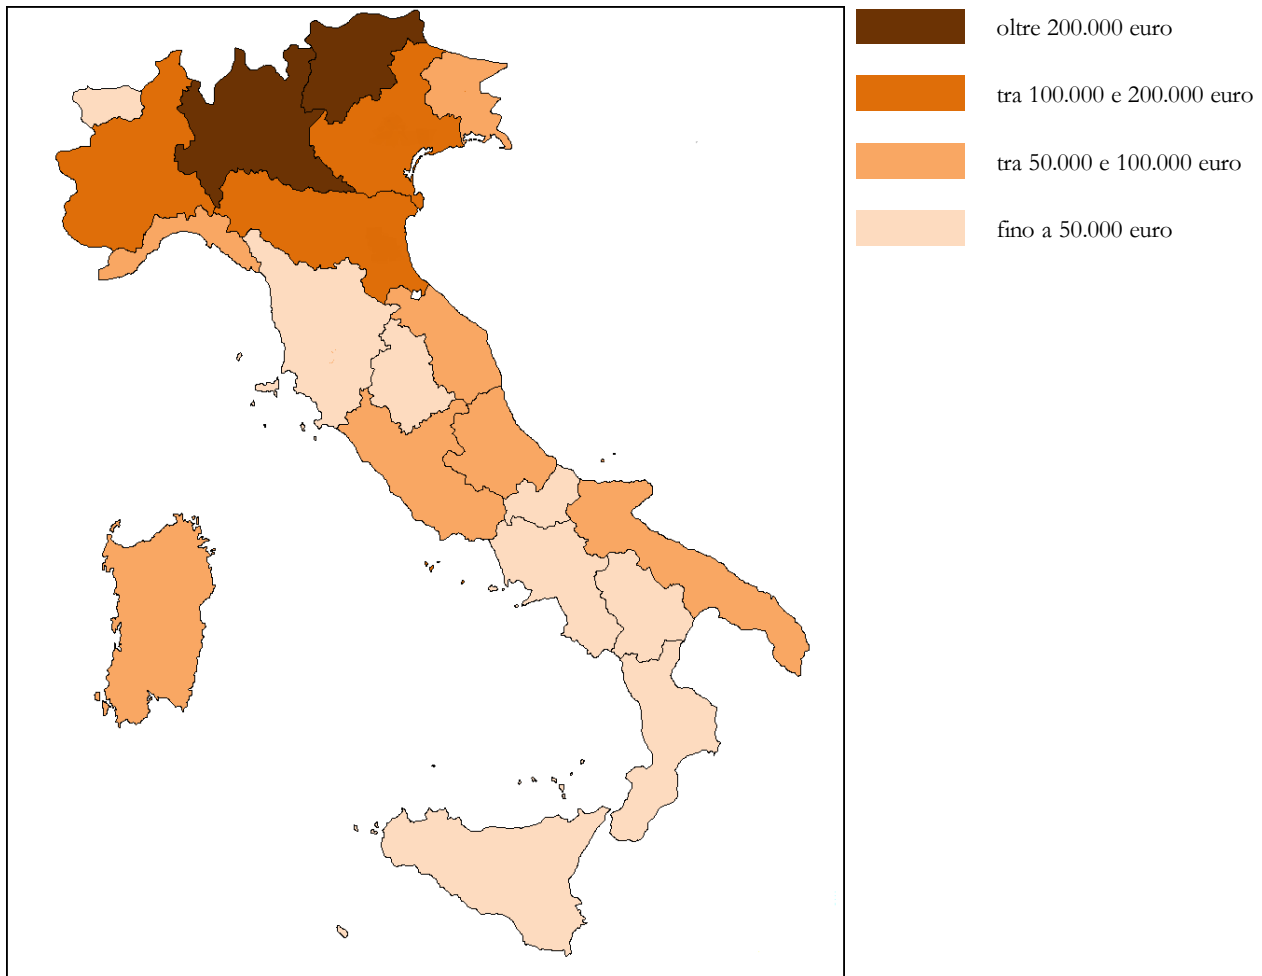 oltre 200.000 euro
tra 100.000 e 200.000 euro
tra 50.000 e 100.000 euro
fino a 50.000 euro